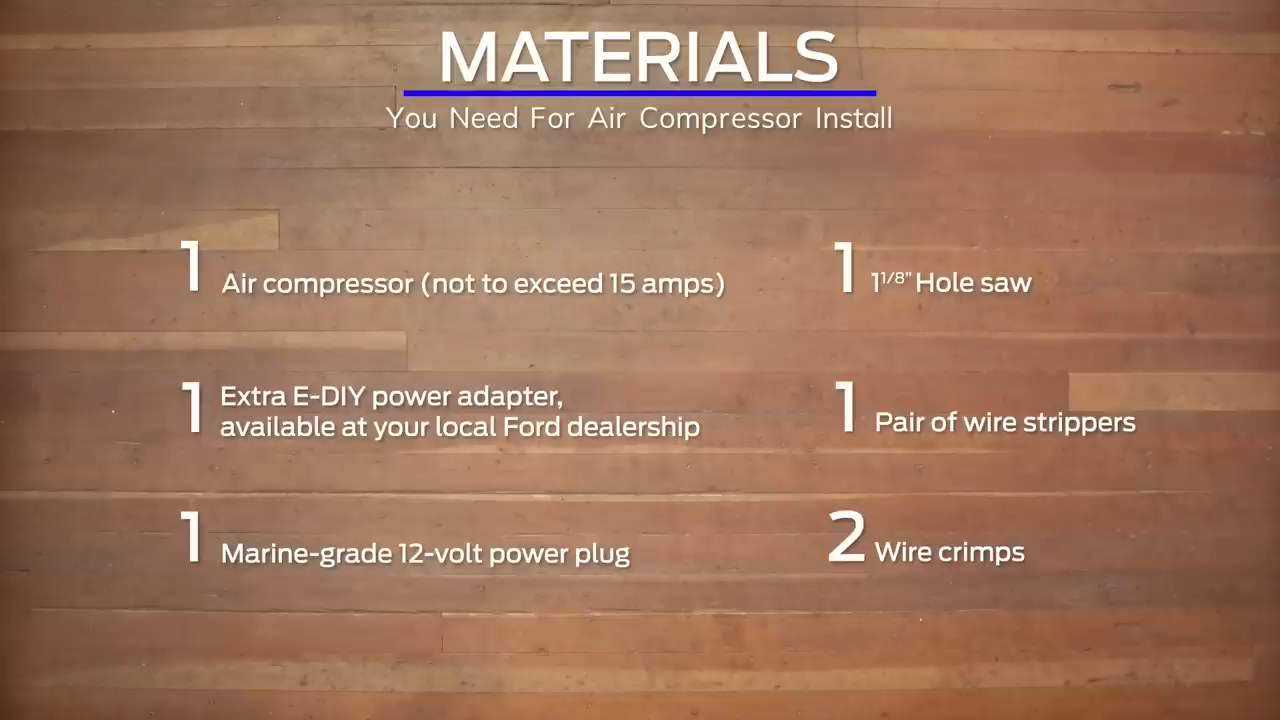 MATERIALS
You Need For Air Compressor Install
1 Air compressor (not to exceed 15 amps)
1 Extra E-DIY power adapter,
available at your local Ford dealership
1 Marine-grade 12-volt power plug
1 1 1/8" Hole saw
1 Pair of wire strippers
2 Wire crimps